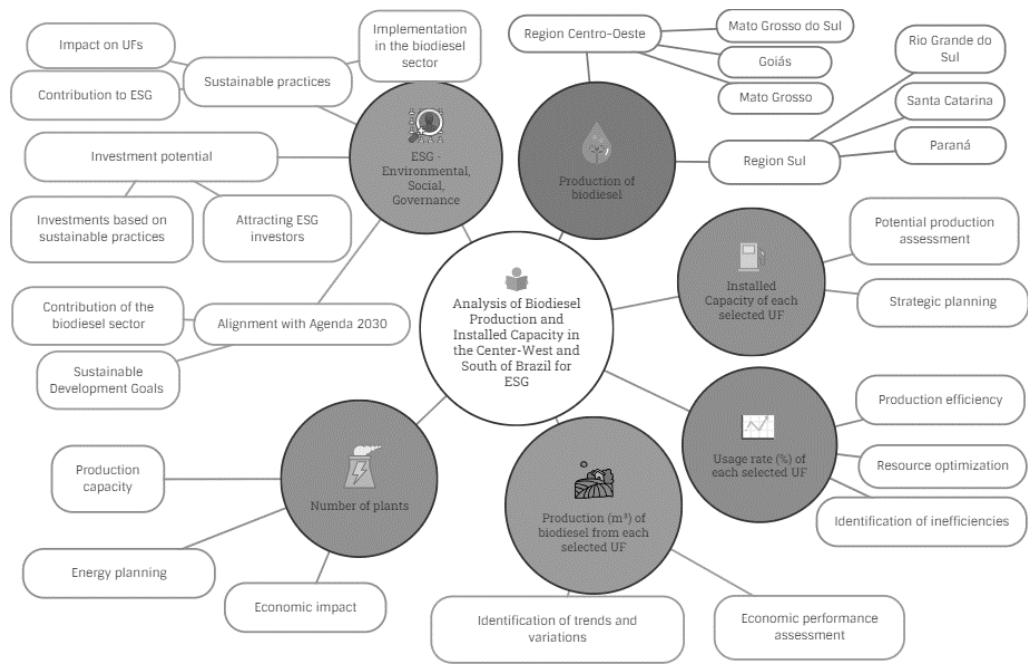 Impact on UFs
Contribution to ESG
Sustainable practices
Implementation
in the biodiesel
sector
Investment potential
Investments based on
sustainable practices
Attracting ESG
investors
Contribution of the
biodiesel sector
Alignment with Agenda 2030
Sustainable
Development Goals
ESG -
Environmental,
Social,
Governance
Region Centro-Oeste
Mato Grosso do Sul
Goiás
Mato Grosso
Production of
biodiesel
Region Sul
Rio Grande do
Sul
Santa Catarina
Paraná
Analysis of Biodiesel
Production and
Installed Capacity in
the Center-West and
South of Brazil for
ESG
Installed
Capacity of each
selected UF
Potential production
assessment
Strategic planning
Usage rate (%) of
each selected UF
Production efficiency
Resource optimization
Identification of inefficiencies
Number of plants
Production
capacity
Energy planning
Economic impact
Production (m³) of
biodiesel from each
selected UF
Identification of trends and
variations
Economic performance
assessment